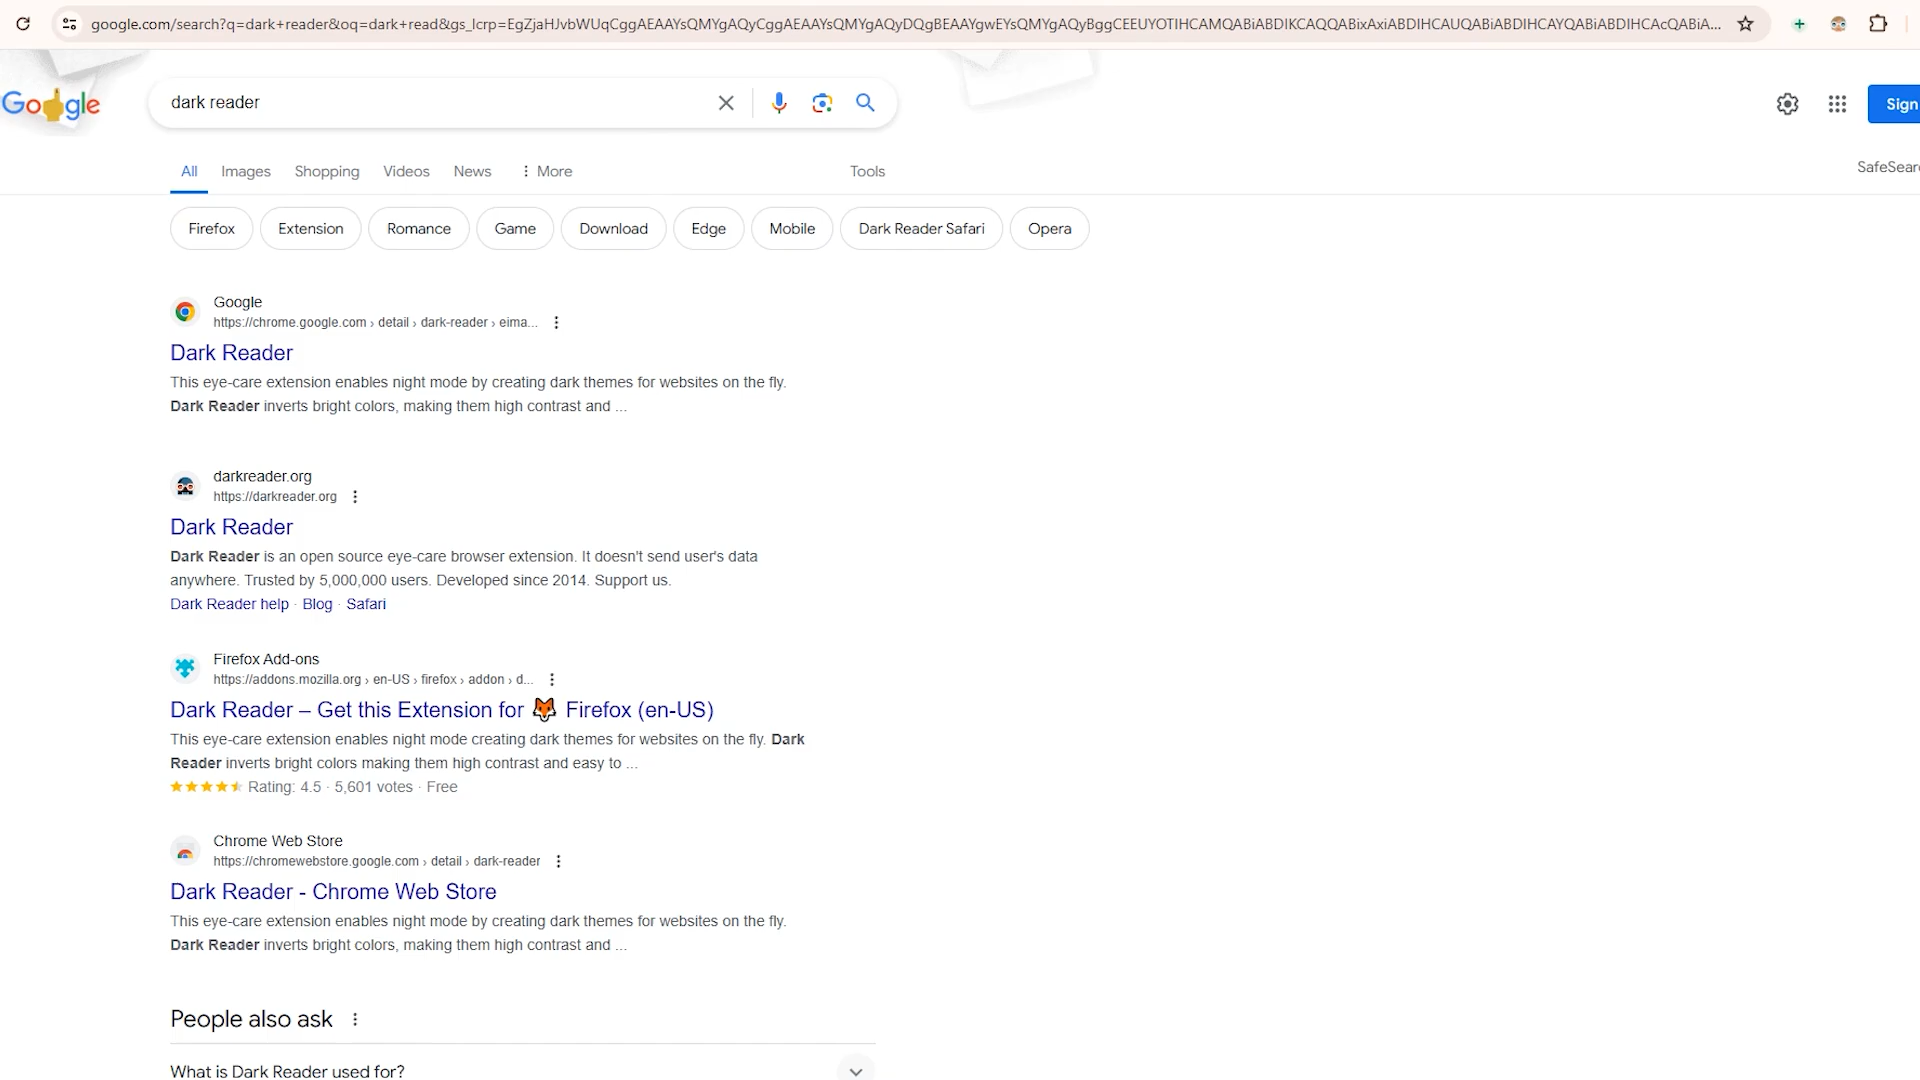 google.com/search?q=dark+reader&oq=dark+read&gs_lcrp=EgZjaHJvbWUqCggAEAAYsQMYgAQyCggAEAAYsQMYgAQyDQgBEAAYgwEYsQMYgAQyBggCEEUYOTIHCAMQABiABDIKCAQQABixAxiABDIHCAUQABiABDIHCAYQABiABDIHCAcQABiA...
Google
dark reader
Sign
All Images Shopping Videos News More Tools
SafeSear
Firefox Extension Romance Game Download Edge Mobile Dark Reader Safari Opera
Google
https://chrome.google.com › detail › dark-reader › eima...
Dark Reader
This eye-care extension enables night mode by creating dark themes for websites on the fly.
Dark Reader inverts bright colors, making them high contrast and ...
darkreader.org
https://darkreader.org
Dark Reader
Dark Reader is an open source eye-care browser extension. It doesn't send user's data
anywhere. Trusted by 5,000,000 users. Developed since 2014. Support us.
Dark Reader help · Blog · Safari
Firefox Add-ons
https://addons.mozilla.org › en-US › firefox › addon › d...
Dark Reader – Get this Extension for 🦊 Firefox (en-US)
This eye-care extension enables night mode creating dark themes for websites on the fly. Dark
Reader inverts bright colors making them high contrast and easy to ...
Rating: 4.5 · 5,601 votes · Free
Chrome Web Store
https://chromewebstore.google.com › detail › dark-reader
Dark Reader - Chrome Web Store
This eye-care extension enables night mode by creating dark themes for websites on the fly.
Dark Reader inverts bright colors, making them high contrast and ...
People also ask
What is Dark Reader used for?